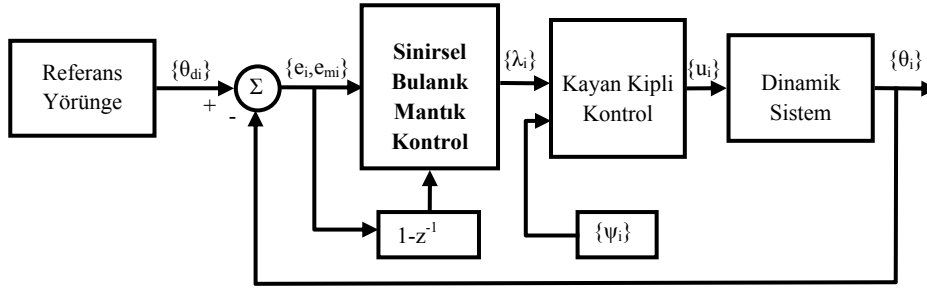 Referans
Yörünge
{θdi}
+
-
Σ
{ei,emi}
Sinirsel
Bulanık
Mantık
Kontrol
{λi}
Kayan Kipli
Kontrol
{ui}
Dinamik
Sistem
{θi}
1-z-1
{ψi}